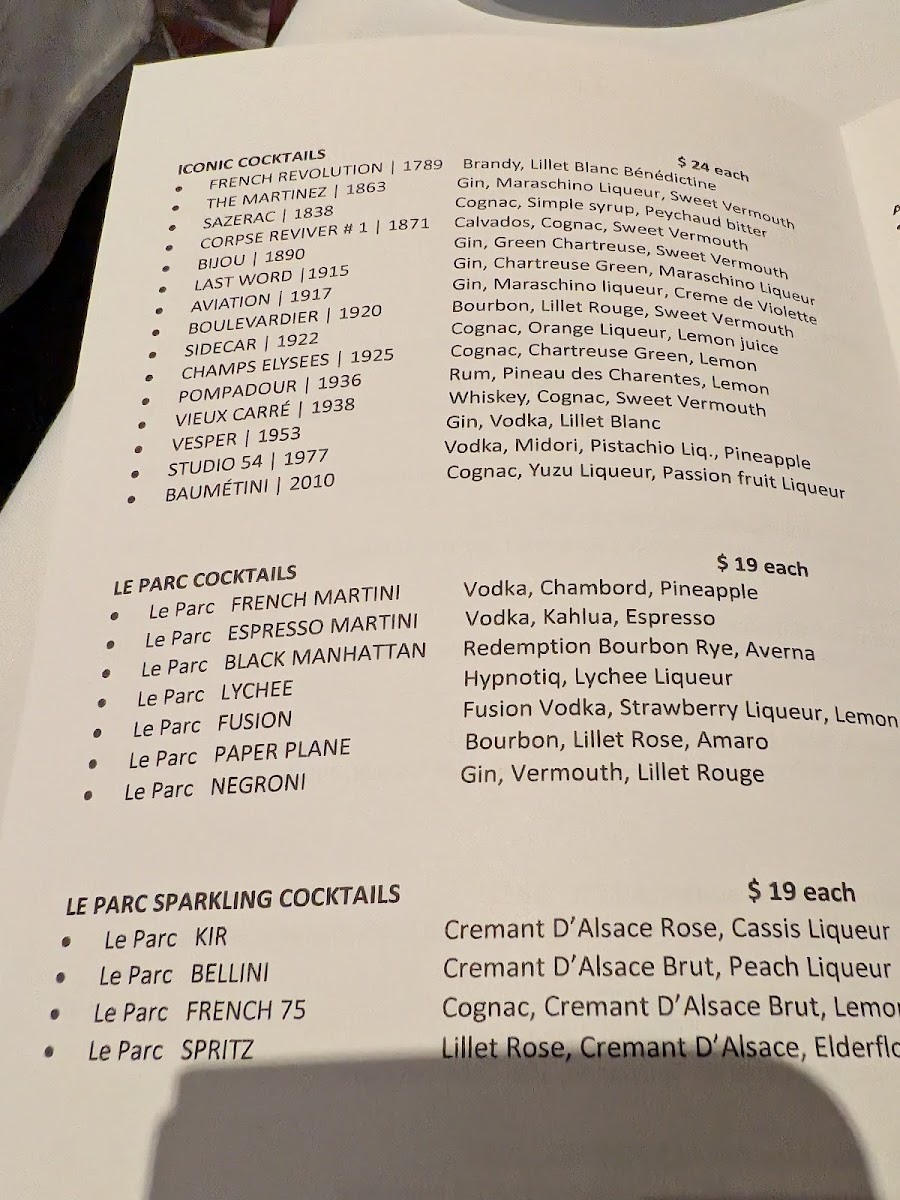 ICONIC COCKTAILS $ 24 each
• FRENCH REVOLUTION | 1789 Brandy, Lillet Blanc Bénédictine
• THE MARTINEZ | 1863 Gin, Maraschino Liqueur, Sweet Vermouth
• SAZERAC | 1838 Cognac, Simple syrup, Peychaud bitter
• CORPSE REVIVER # 1 | 1871 Calvados, Cognac, Sweet Vermouth
• BIJOU | 1890 Gin, Green Chartreuse, Sweet Vermouth
• LAST WORD |1915 Gin, Chartreuse Green, Maraschino Liqueur
• AVIATION | 1917 Gin, Maraschino liqueur, Creme de Violette
• BOULEVARDIER | 1920 Bourbon, Lillet Rouge, Sweet Vermouth
• SIDECAR | 1922 Cognac, Orange Liqueur, Lemon juice
• CHAMPS ELYSEES | 1925 Cognac, Chartreuse Green, Lemon
• POMPADOUR | 1936 Rum, Pineau des Charentes, Lemon
• VIEUX CARRÉ | 1938 Whiskey, Cognac, Sweet Vermouth
• VESPER | 1953 Gin, Vodka, Lillet Blanc
• STUDIO 54 | 1977 Vodka, Midori, Pistachio Liq., Pineapple
• BAUMÉTINI | 2010 Cognac, Yuzu Liqueur, Passion fruit Liqueur
LE PARC COCKTAILS $ 19 each
• Le Parc FRENCH MARTINI Vodka, Chambord, Pineapple
• Le Parc ESPRESSO MARTINI Vodka, Kahlua, Espresso
• Le Parc BLACK MANHATTAN Redemption Bourbon Rye, Averna
• Le Parc LYCHEE Hypnotiq, Lychee Liqueur
• Le Parc FUSION Fusion Vodka, Strawberry Liqueur, Lemon
• Le Parc PAPER PLANE Bourbon, Lillet Rose, Amaro
• Le Parc NEGRONI Gin, Vermouth, Lillet Rouge
LE PARC SPARKLING COCKTAILS $ 19 each
• Le Parc KIR Cremant D'Alsace Rose, Cassis Liqueur
• Le Parc BELLINI Cremant D'Alsace Brut, Peach Liqueur
• Le Parc FRENCH 75 Cognac, Cremant D'Alsace Brut, Lemo
• Le Parc SPRITZ Lillet Rose, Cremant D'Alsace, Elderflo